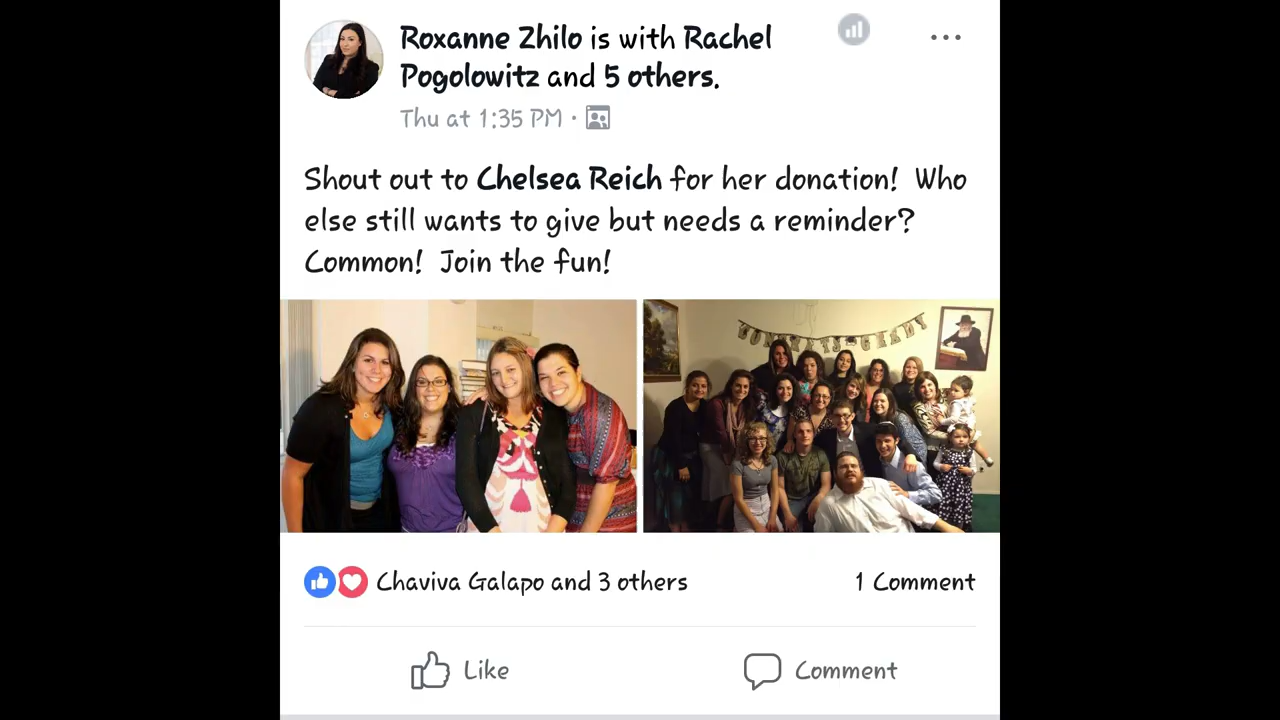 Roxanne Zhilo is with Rachel
Pogolowitz and 5 others.
Thu at 1:35 PM ·
Shout out to Chelsea Reich for her donation! Who
else still wants to give but needs a reminder?
Common! Join the fun!
Chaviva Galapo and 3 others
1 Comment
Like
Comment